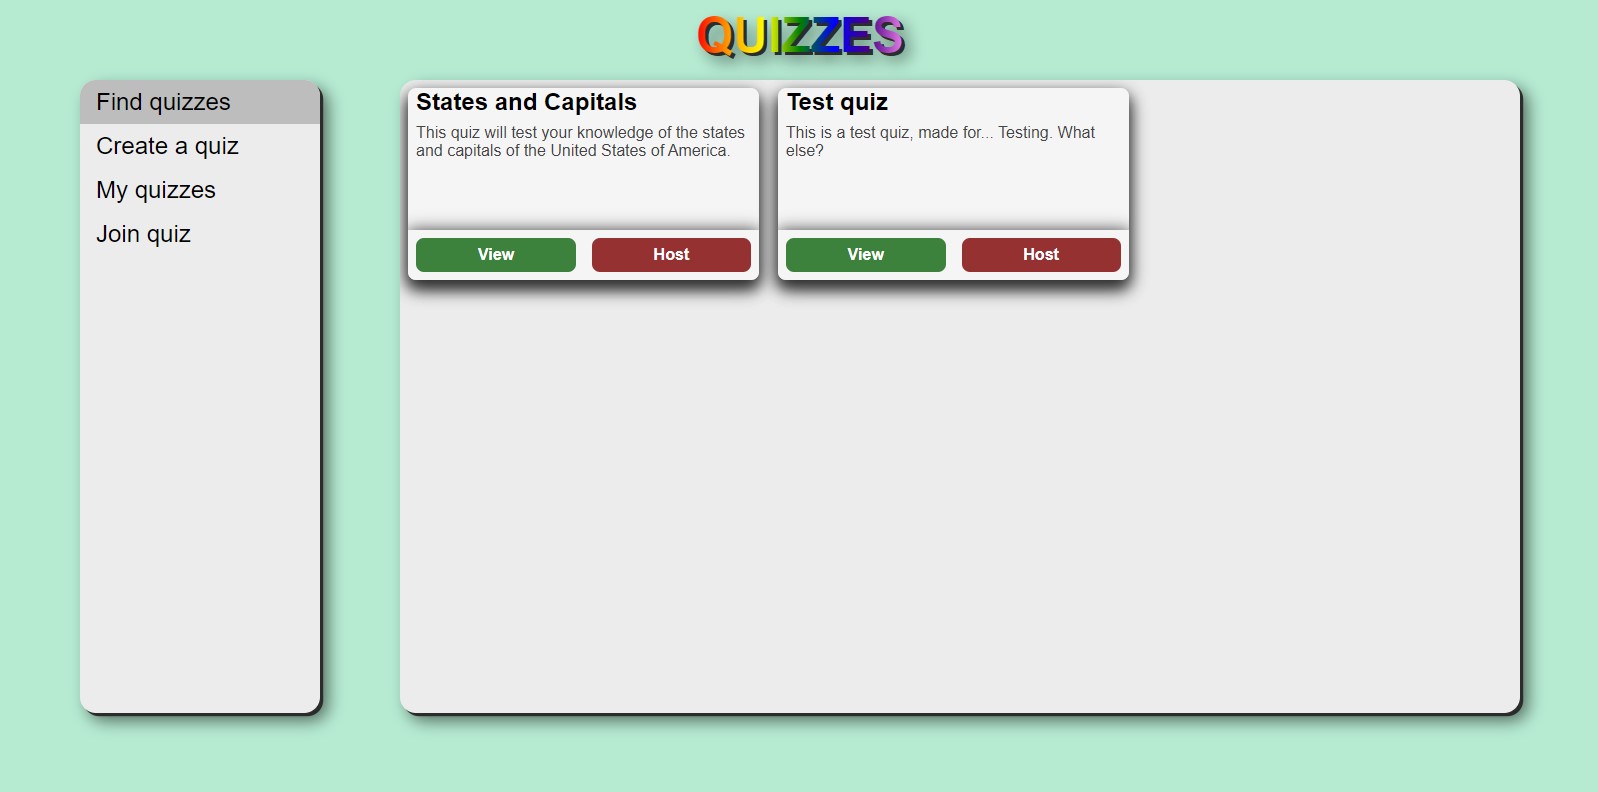 QUIZZES
Find quizzes
Create a quiz
My quizzes
Join quiz
States and Capitals
This quiz will test your knowledge of the states
and capitals of the United States of America.
View
Host
Test quiz
This is a test quiz, made for... Testing. What
else?
View
Host